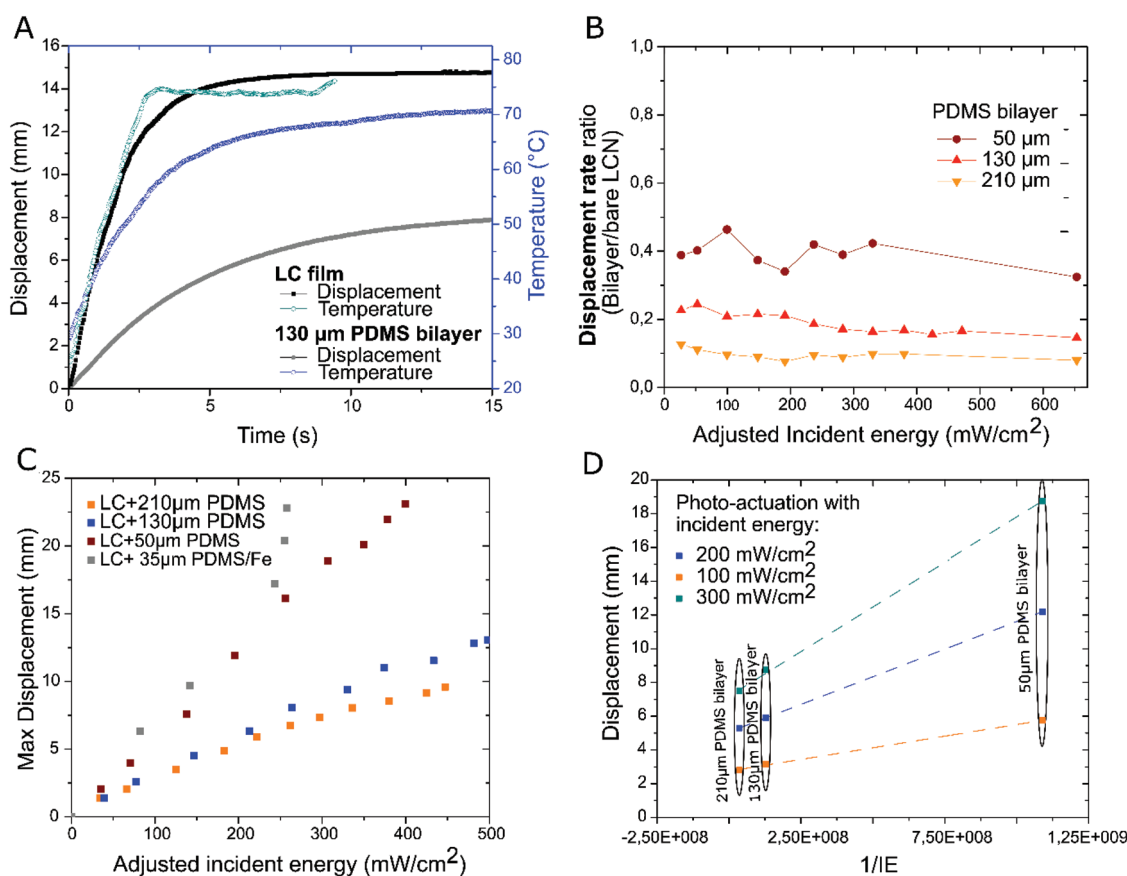 A
16
14
12
10
8
6
4
2
0
Displacement (mm)
80
70
60
50
40
30
20
Temperature (°C)
LC film
Displacement
Temperature
130 µm PDMS bilayer
Displacement
Temperature
0
5
10
15
Time (s)
B
1,0
0,8
0,6
0,4
0,2
0,0
Displacement rate ratio
(Bilayer/bare LCN)
PDMS bilayer
50 µm
130 µm
210 µm
0
100
200
300
400
500
600
Adjusted Incident energy (mW/cm²)
C
25
20
15
10
5
0
Max Displacement (mm)
LC+210µm PDMS
LC+130µm PDMS
LC+50µm PDMS
LC+ 35µm PDMS/Fe
0
100
200
300
400
500
Adjusted incident energy (mW/cm²)
D
20
18
16
14
12
10
8
6
4
2
0
Displacement (mm)
Photo-actuation with
incident energy:
200 mW/cm²
100 mW/cm²
300 mW/cm²
210µm PDMS bilayer
130µm PDMS bilayer
50µm PDMS bilayer
-2,50E+008
2,50E+008
7,50E+008
1,25E+009
1/IE